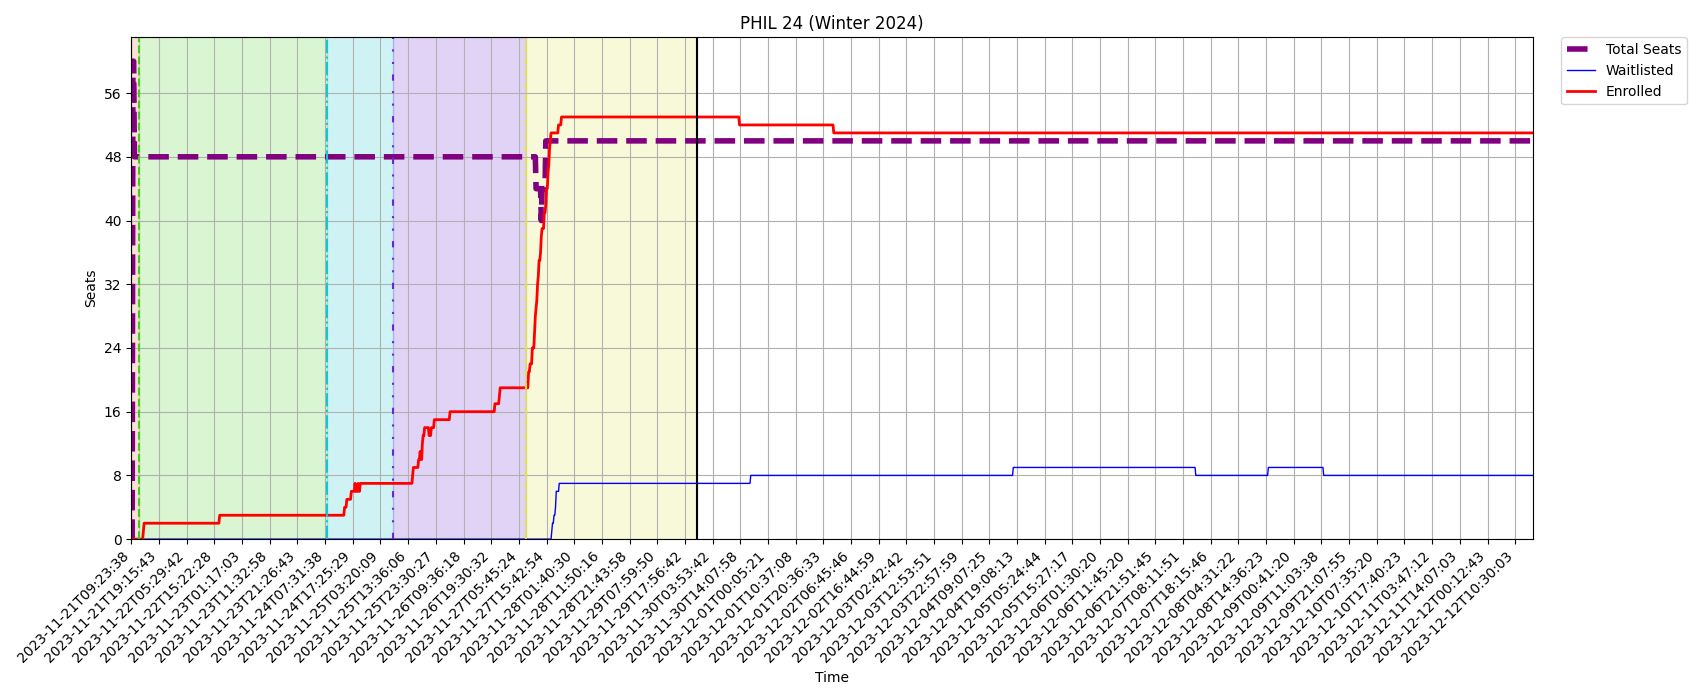 PHIL 24 (Winter 2024)
Total Seats
Waitlisted
Enrolled
56
48
40
32
24
16
8
0
Seats
2023-11-21T09:23:38
2023-11-21T19:15:43
2023-11-22T05:29:42
2023-11-22T15:22:28
2023-11-23T01:17:03
2023-11-23T11:32:58
2023-11-23T21:26:43
2023-11-24T07:31:38
2023-11-24T17:25:29
2023-11-25T03:20:09
2023-11-25T13:36:06
2023-11-25T23:30:27
2023-11-26T09:36:18
2023-11-26T19:30:32
2023-11-27T05:45:24
2023-11-27T15:42:54
2023-11-28T01:40:30
2023-11-28T11:50:16
2023-11-28T21:43:58
2023-11-29T07:59:50
2023-11-29T17:56:42
2023-11-30T03:53:42
2023-11-30T14:07:58
2023-12-01T00:05:21
2023-12-01T10:37:08
2023-12-01T20:36:33
2023-12-02T06:45:46
2023-12-02T16:44:59
2023-12-03T02:42:42
2023-12-03T12:53:51
2023-12-03T22:57:59
2023-12-04T09:07:25
2023-12-04T19:08:13
2023-12-05T05:24:44
2023-12-05T15:27:17
2023-12-06T01:30:20
2023-12-06T11:45:20
2023-12-06T21:51:45
2023-12-07T08:11:51
2023-12-07T18:15:46
2023-12-08T04:31:22
2023-12-08T14:36:23
2023-12-09T00:41:20
2023-12-09T11:03:38
2023-12-09T21:07:55
2023-12-10T07:35:20
2023-12-10T17:40:23
2023-12-11T03:47:12
2023-12-11T14:07:03
2023-12-12T00:12:43
2023-12-12T10:30:03
Time